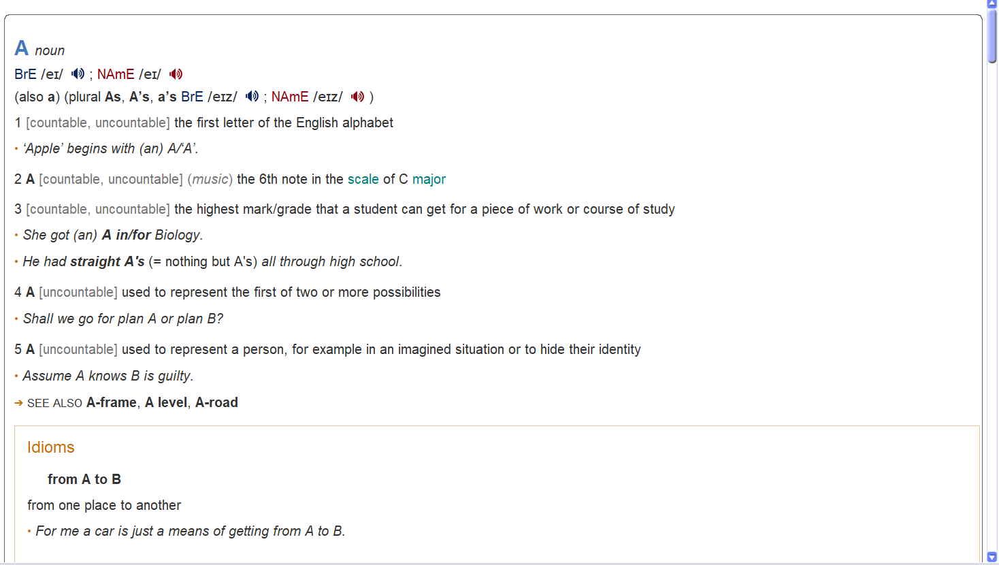 A noun
BrE /eɪ/ ; NAmE /eɪ/
(also a) (plural As, A’s, a’s BrE /eɪz/ ; NAmE /eɪz/ )
1 [countable, uncountable] the first letter of the English alphabet
• ‘Apple’ begins with (an) A/‘A’.
2 A [countable, uncountable] (music) the 6th note in the scale of C major
3 [countable, uncountable] the highest mark/grade that a student can get for a piece of work or course of study
• She got (an) A in/for Biology.
• He had straight A's (= nothing but A's) all through high school.
4 A [uncountable] used to represent the first of two or more possibilities
• Shall we go for plan A or plan B?
5 A [uncountable] used to represent a person, for example in an imagined situation or to hide their identity
• Assume A knows B is guilty.
➔ SEE ALSO A-frame, A level, A-road
Idioms
from A to B
from one place to another
• For me a car is just a means of getting from A to B.